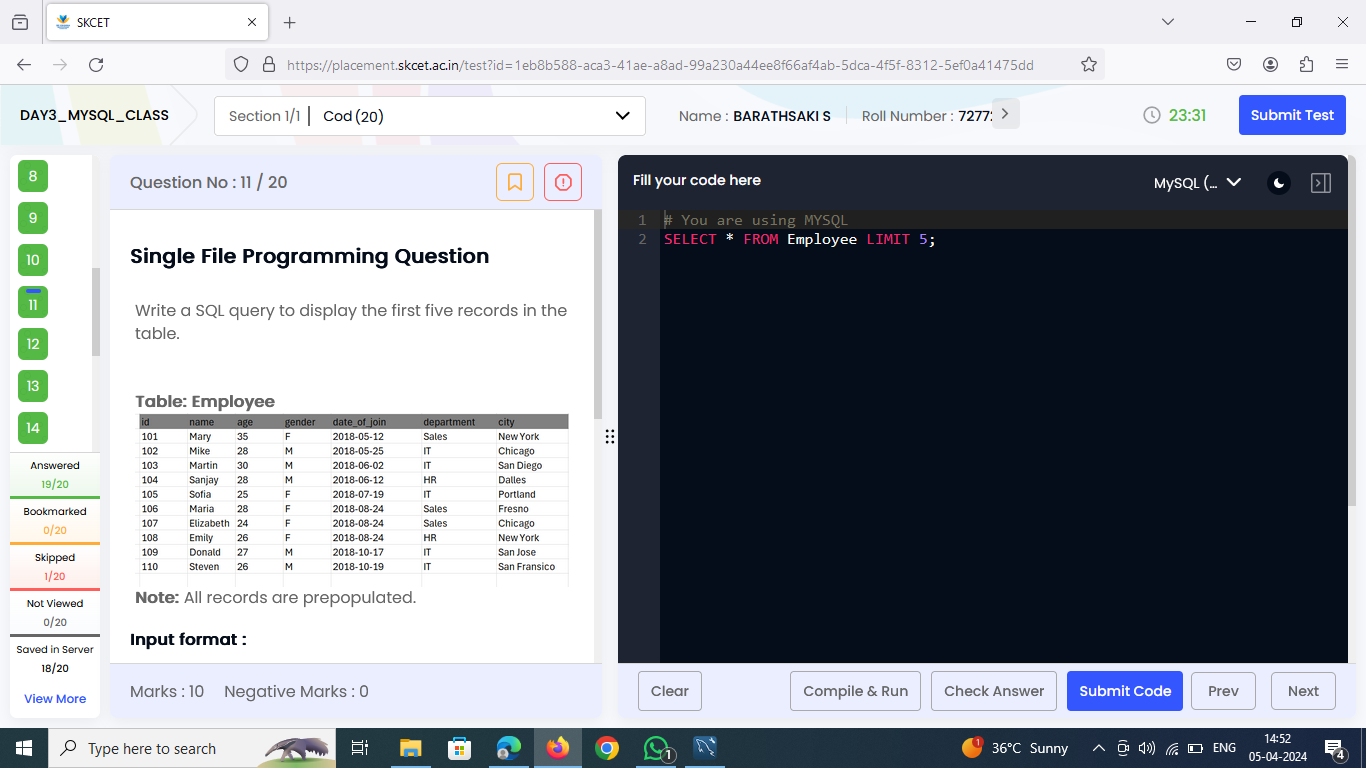 SKCET
https://placement.skcet.ac.in/test?id=1eb8b588-aca3-41ae-a8ad-99a230a44ee8f66af4ab-5dca-4f5f-8312-5ef0a41475dd
DAY3_MYSQL_CLASS
Section 1/1 | Cod (20)
Name : BARATHSAKI S
Roll Number : 7277
23:31
Submit Test
8
9
10
11
12
13
14
Answered
19/20
Bookmarked
0/20
Skipped
1/20
Not Viewed
0/20
Saved in Server
18/20
View More
Question No : 11 / 20
Single File Programming Question
Write a SQL query to display the first five records in the
table.
Table: Employee
id name age gender date_of_join department city
101 Mary 35 F 2018-05-12 Sales New York
102 Mike 28 M 2018-05-25 IT Chicago
103 Martin 30 M 2018-06-02 IT San Diego
104 Sanjay 28 M 2018-06-12 HR Dalles
105 Sofia 25 F 2018-07-19 IT Portland
106 Maria 28 F 2018-08-24 Sales Fresno
107 Elizabeth 24 F 2018-08-24 Sales Chicago
108 Emily 26 F 2018-08-24 HR New York
109 Donald 27 M 2018-10-17 IT San Jose
110 Steven 26 M 2018-10-19 IT San Fransico
Note: All records are prepopulated.
Input format :
Marks : 10 Negative Marks : 0
Fill your code here
MySQL (...
1 # You are using MYSQL
2 SELECT * FROM Employee LIMIT 5;
Clear
Compile & Run
Check Answer
Submit Code
Prev
Next
Type here to search
1
1
36°C Sunny
ENG
14:52
05-04-2024
4